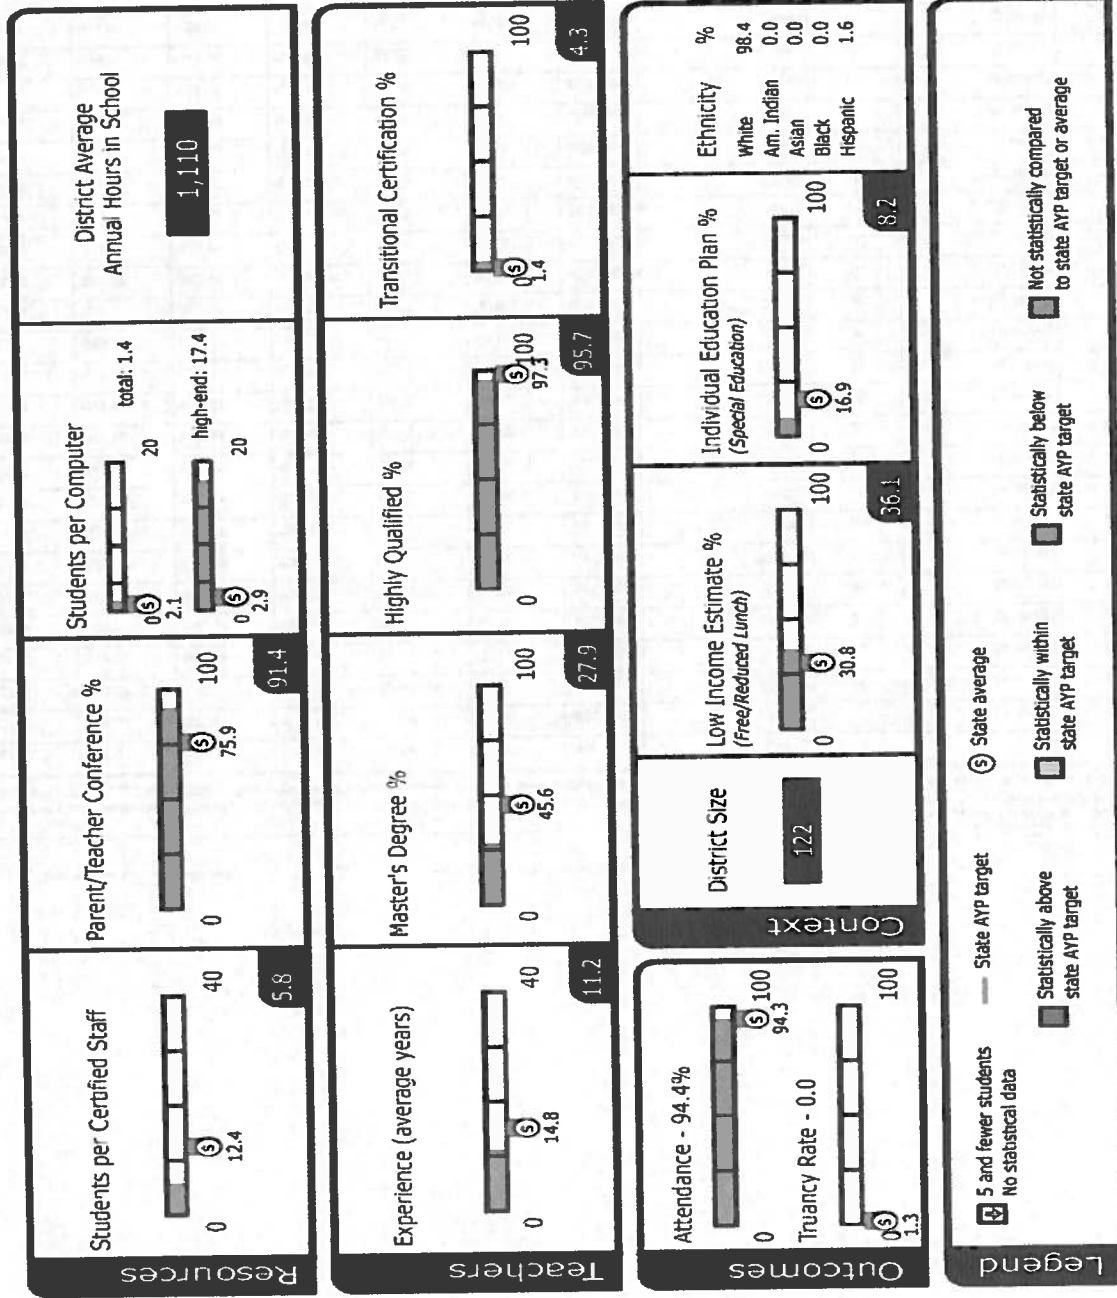 Resources
Students per Certified Staff
0
40
Ⓢ
12.4
5.8
Parent/Teacher Conference %
0
100
Ⓢ
75.9
91.4
Students per Computer
total: 1.4
0
20
Ⓢ
2.1
high-end: 17.4
0
20
Ⓢ
2.9
District Average
Annual Hours in School
1,110
Teachers
Experience (average years)
0
40
Ⓢ
14.8
11.2
Master's Degree %
0
100
Ⓢ
45.6
27.9
Highly Qualified %
0
100
Ⓢ
97.3
95.7
Transitional Certification %
0
100
Ⓢ
1.4
4.3
Outcomes
Attendance - 94.4%
0
100
Ⓢ
94.3
Truancy Rate - 0.0
0
100
Ⓢ
1.3
Context
District Size
122
Low Income Estimate %
(Free/Reduced Lunch)
0
100
Ⓢ
30.8
36.1
Individual Education Plan %
(Special Education)
0
100
Ⓢ
16.9
8.2
Ethnicity %
White 98.4
Am. Indian 0.0
Asian 0.0
Black 0.0
Hispanic 1.6
Legend
5 and fewer students
No statistical data
State AYP target
Ⓢ State average
Statistically above
state AYP target
Statistically within
state AYP target
Statistically below
state AYP target
Not statistically compared
to state AYP target or average